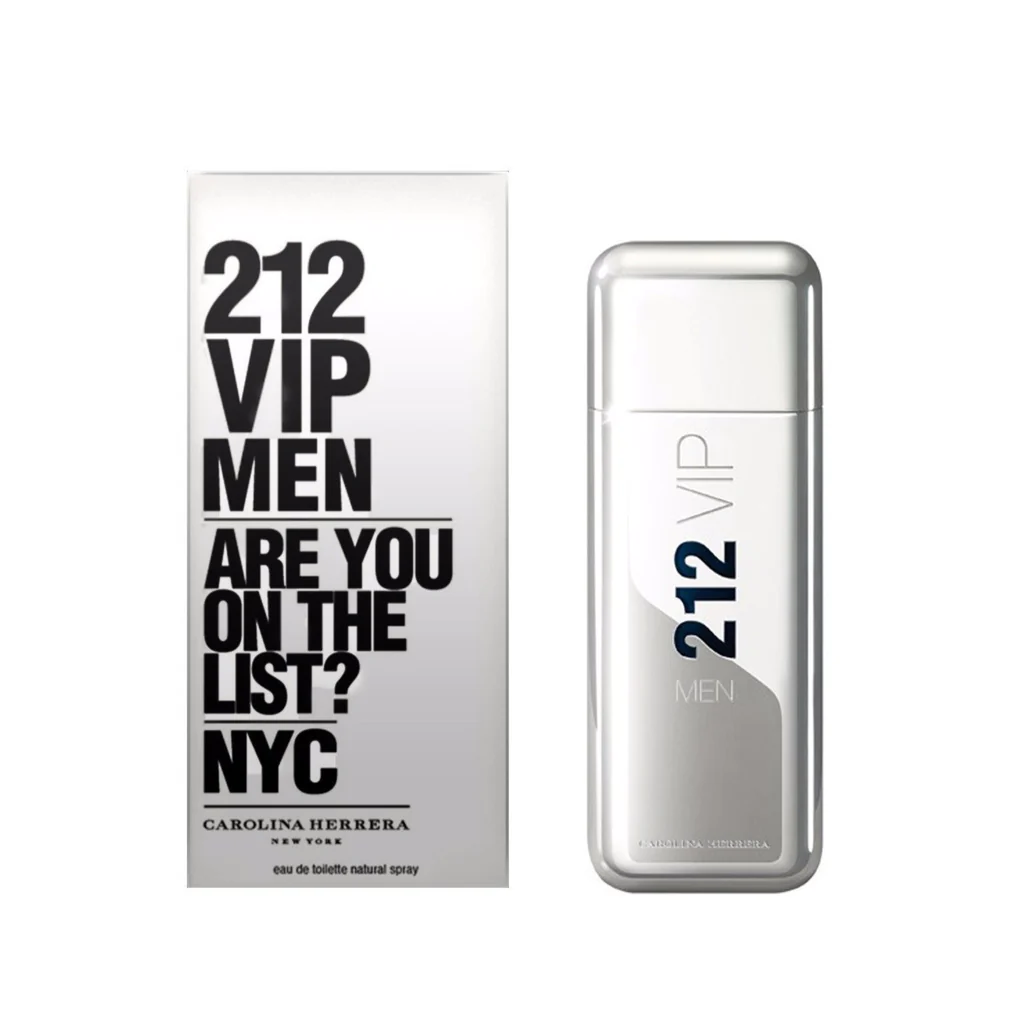 212
VIP
MEN
ARE YOU
ON THE
LIST?
NYC
CAROLINA HERRERA
NEW YORK
eau de toilette natural spray
212 VIP
MEN
CAROLINA HERRERA